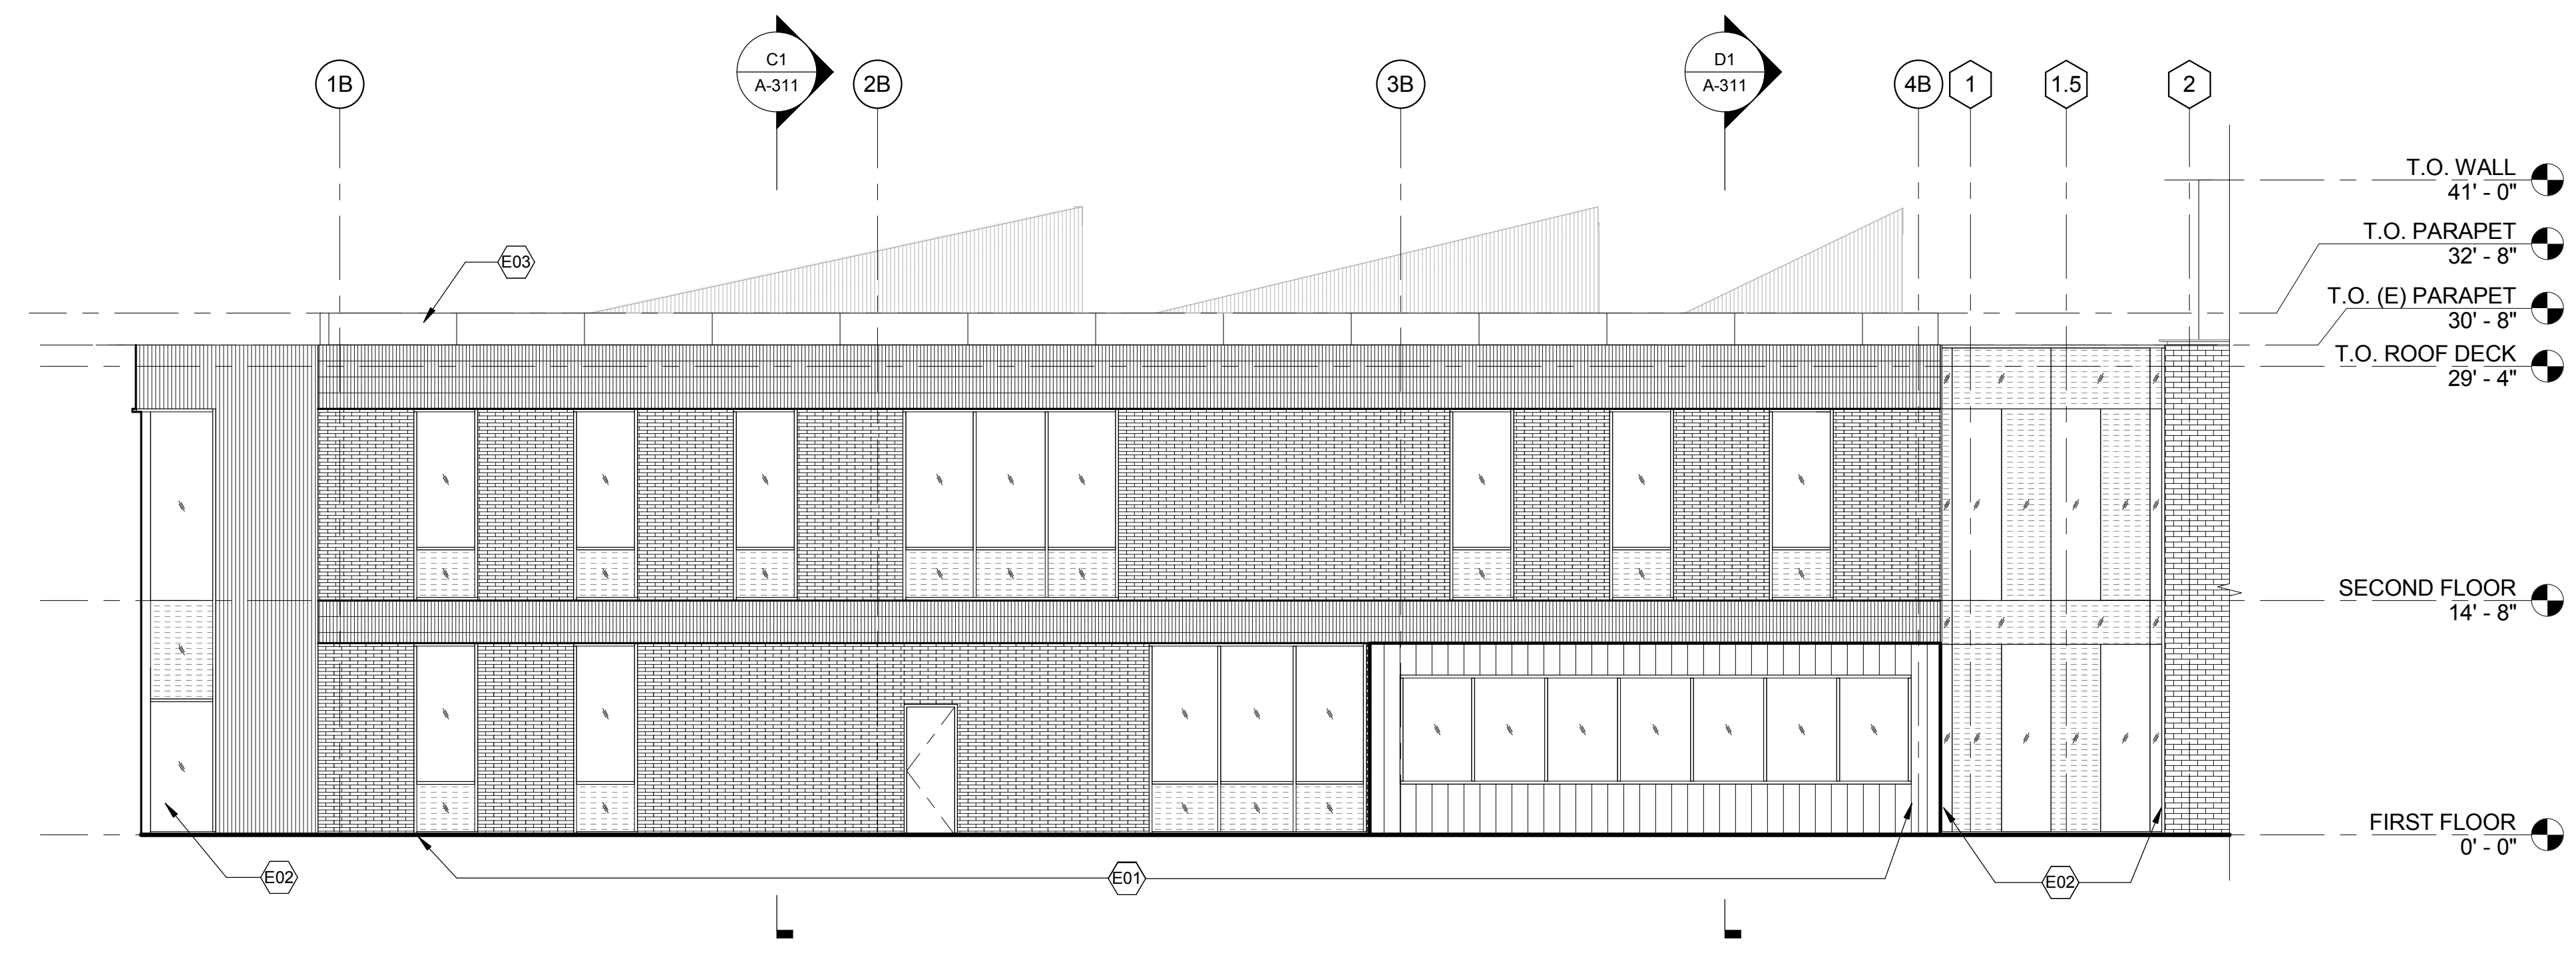 C1
A-311
D1
A-311
1B
2B
3B
4B
1
1.5
2
T.O. WALL
41' - 0"
T.O. PARAPET
32' - 8"
E03
T.O. (E) PARAPET
30' - 8"
T.O. ROOF DECK
29' - 4"
SECOND FLOOR
14' - 8"
FIRST FLOOR
0' - 0"
E02
E01
E02